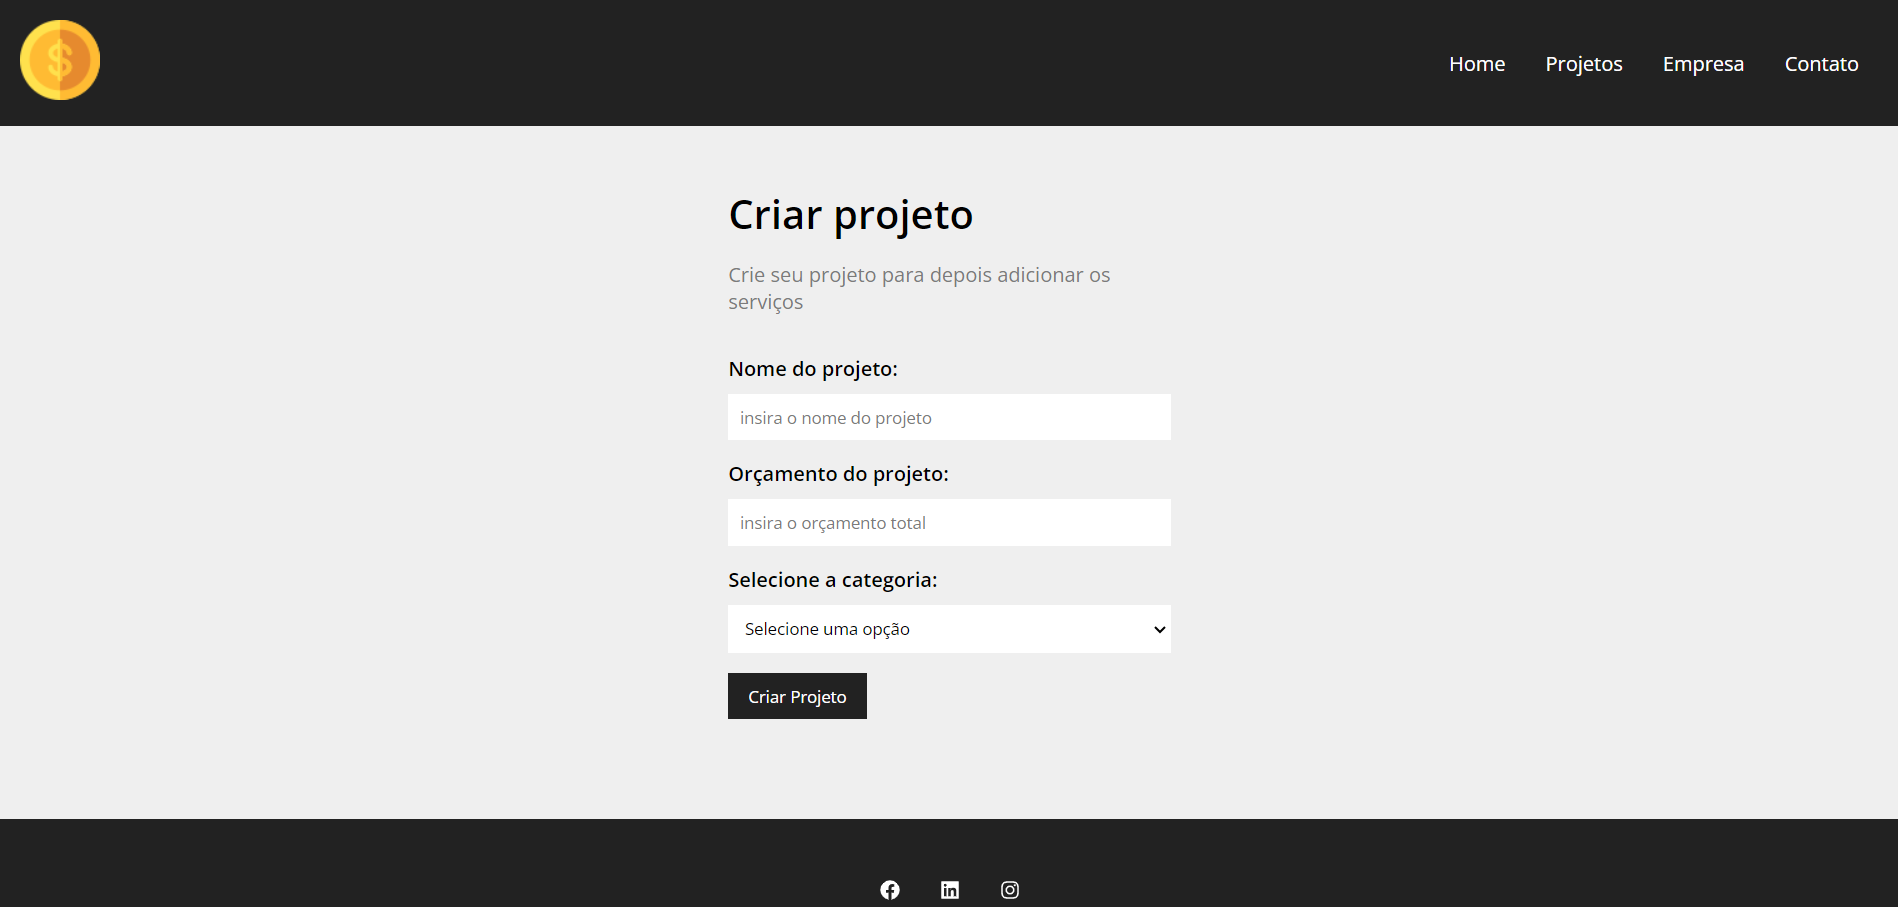 $
Home Projetos Empresa Contato
Criar projeto
Crie seu projeto para depois adicionar os
serviços
Nome do projeto:
insira o nome do projeto
Orçamento do projeto:
insira o orçamento total
Selecione a categoria:
Selecione uma opção
Criar Projeto